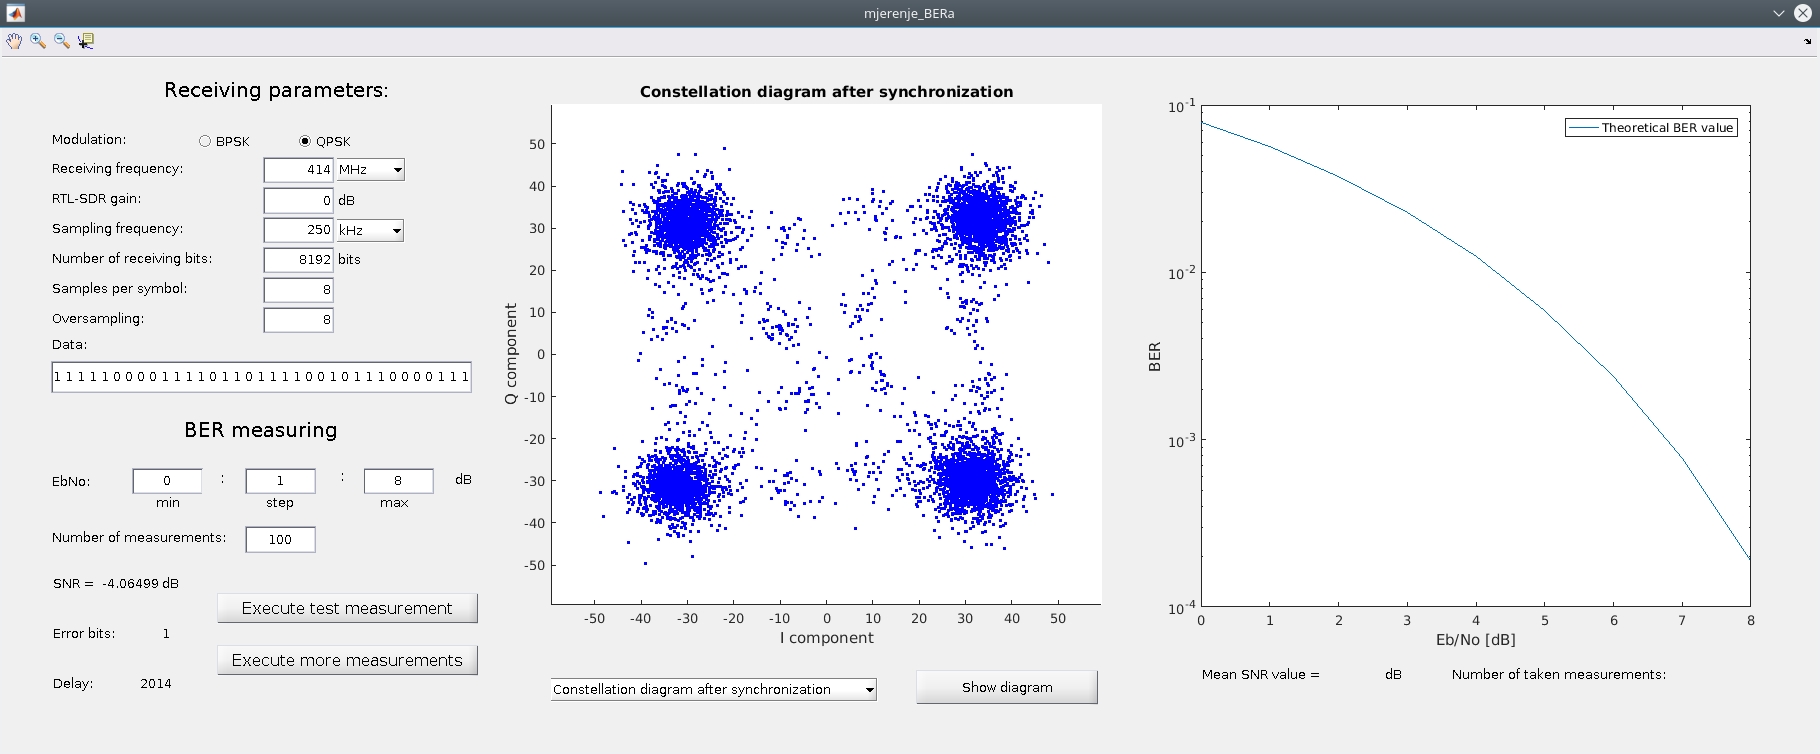 mjerenje_BERa
Receiving parameters:
Modulation: BPSK QPSK
Receiving frequency: 414 MHz
RTL-SDR gain: 0 dB
Sampling frequency: 250 kHz
Number of receiving bits: 8192 bits
Samples per symbol: 8
Oversampling: 8
Data:
1 1 1 1 1 0 0 0 0 1 1 1 1 0 1 1 0 1 1 1 1 0 0 1 0 1 1 1 0 0 0 0 1 1 1
BER measuring
EbNo: 0 : 1 : 8 dB
min step max
Number of measurements: 100
SNR = -4.06499 dB
Execute test measurement
Error bits: 1
Execute more measurements
Delay: 2014
Constellation diagram after synchronization
50
40
30
20
10
0
-10
-20
-30
-40
-50
Q component
-50 -40 -30 -20 -10 0 10 20 30 40 50
I component
Constellation diagram after synchronization
Show diagram
Theoretical BER value
10-1
10-2
10-3
10-4
BER
0 1 2 3 4 5 6 7 8
Eb/No [dB]
Mean SNR value = dB Number of taken measurements: